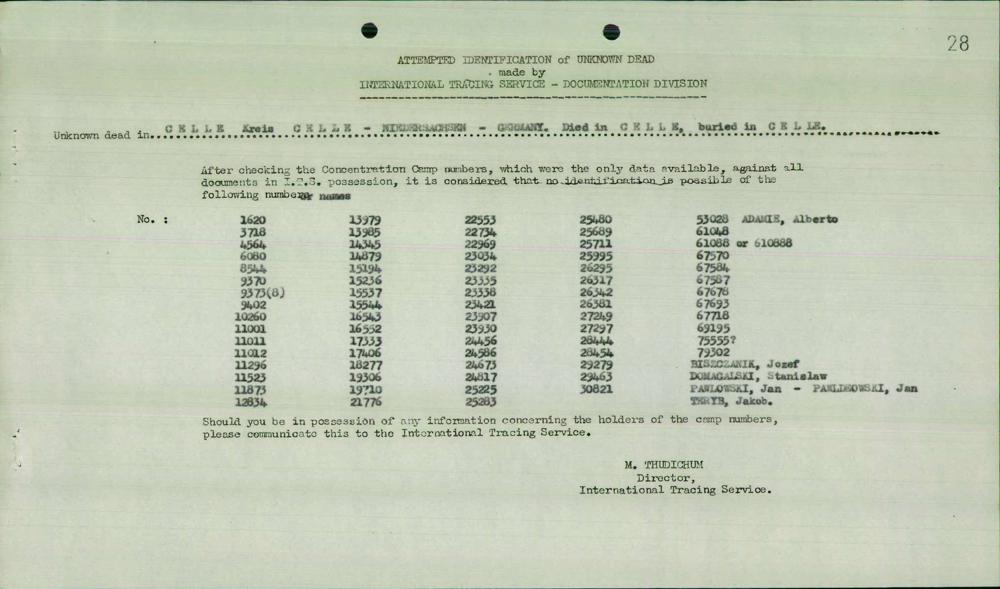 28
ATTEMPTED IDENTIFICATION of UNKNOWN DEAD
made by
INTERNATIONAL TRACING SERVICE - DOCUMENTATION DIVISION
Unknown dead in... C E L L E Kreis C E L L E - NIEDERSACHSEN - GERMANY. Died in C E L L E, buried in C E L LE.
After checking the Concentration Camp numbers, which were the only data available, against all
documents in I.T.S. possession, it is considered that no identification is possible of the
following numbers or names
No. : 1620 13979 22553 25480 53028 ADAMIE, Alberto
3718 13985 22734 25689 61048
4564 14345 22969 25711 61088 or 610888
6080 14879 23034 25995 67570
8544 15194 23292 26295 67584
9370 15236 23335 26317 67587
9373(8) 15537 23338 26342 67678
9402 15544 23421 26381 67693
10260 16543 23507 27249 67718
11001 16552 23930 27297 69195
11011 17333 24456 28444 75555?
11012 17406 24586 28454 79302
11296 18277 24673 29279 BISZCZANIK, Jozef
11523 19306 24817 29463 DOMAGALSKI, Stanislaw
11873 19710 25225 30821 PAWLOWSKI, Jan - Jan
12834 21776 25283 Jakob.
Should you be in possession of any information concerning the holders of the camp numbers,
please communicate this to the International Tracing Service.
M. THUDICHUM
Director,
International Tracing Service.